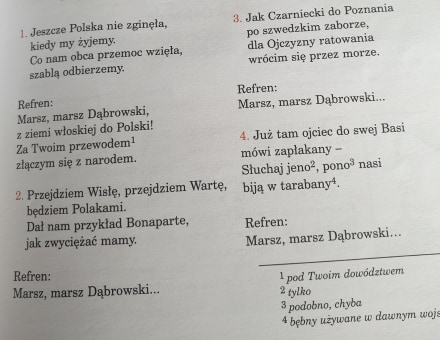 1. Jeszcze Polska nie zginęła,
kiedy my żyjemy.
Co nam obca przemoc wzięła,
szablą odbierzemy.
Refren:
Marsz, marsz Dąbrowski,
z ziemi włoskiej do Polski!
Za Twoim przewodem¹
złączym się z narodem.
2. Przejdziem Wisłę, przejdziem Wartę,
będziem Polakami.
Dał nam przykład Bonaparte,
jak zwyciężać mamy.
Refren:
Marsz, marsz Dąbrowski...
3. Jak Czarniecki do Poznania
po szwedzkim zaborze,
dla Ojczyzny ratowania
wrócim się przez morze.
Refren:
Marsz, marsz Dąbrowski...
4. Już tam ojciec do swej Basi
mówi zapłakany –
Słuchaj jeno², pono³ nasi
biją w tarabany⁴.
Refren:
Marsz, marsz Dąbrowski...
¹ pod Twoim dowództwem
² tylko
³ podobno, chyba
⁴ bębny używane w dawnym wojs